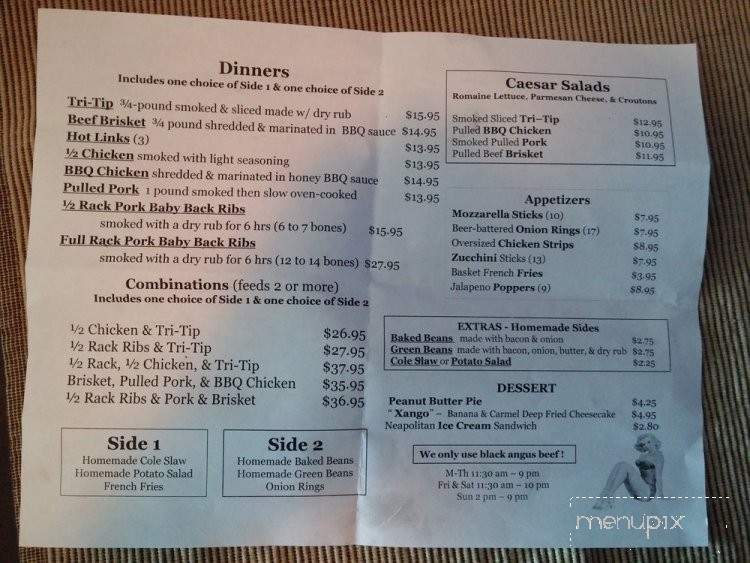 Dinners
Includes one choice of Side 1 & one choice of Side 2
Tri-Tip ¾-pound smoked & sliced made w/ dry rub $15.95
Beef Brisket ¾ pound shredded & marinated in BBQ sauce $14.95
Hot Links (3) $13.95
½ Chicken smoked with light seasoning $13.95
BBQ Chicken shredded & marinated in honey BBQ sauce $14.95
Pulled Pork 1 pound smoked then slow oven-cooked $13.95
½ Rack Pork Baby Back Ribs
smoked with a dry rub for 6 hrs (6 to 7 bones) $15.95
Full Rack Pork Baby Back Ribs
smoked with a dry rub for 6 hrs (12 to 14 bones) $27.95
Combinations (feeds 2 or more)
Includes one choice of Side 1 & one choice of Side 2
½ Chicken & Tri-Tip $26.95
½ Rack Ribs & Tri-Tip $27.95
½ Rack, ½ Chicken, & Tri-Tip $37.95
Brisket, Pulled Pork, & BBQ Chicken $35.95
½ Rack Ribs & Pork & Brisket $36.95
Side 1
Homemade Cole Slaw
Homemade Potato Salad
French Fries
Side 2
Homemade Baked Beans
Homemade Green Beans
Onion Rings
Caesar Salads
Romaine Lettuce, Parmesan Cheese, & Croutons
Smoked Sliced Tri–Tip $12.95
Pulled BBQ Chicken $10.95
Smoked Pulled Pork $10.95
Pulled Beef Brisket $11.95
Appetizers
Mozzarella Sticks (10) $7.95
Beer-battered Onion Rings (17) $7.95
Oversized Chicken Strips $8.95
Zucchini Sticks (13) $7.95
Basket French Fries $3.95
Jalapeno Poppers (9) $8.95
EXTRAS - Homemade Sides
Baked Beans made with bacon & onion $2.75
Green Beans made with bacon, onion, butter, & dry rub $2.75
Cole Slaw or Potato Salad $2.25
DESSERT
Peanut Butter Pie $4.25
"Xango" – Banana & Carmel Deep Fried Cheesecake $4.95
Neapolitan Ice Cream Sandwich $2.80
We only use black angus beef !
M-Th 11:30 am – 9 pm
Fri & Sat 11:30 am – 10 pm
Sun 2 pm – 9 pm
menupix